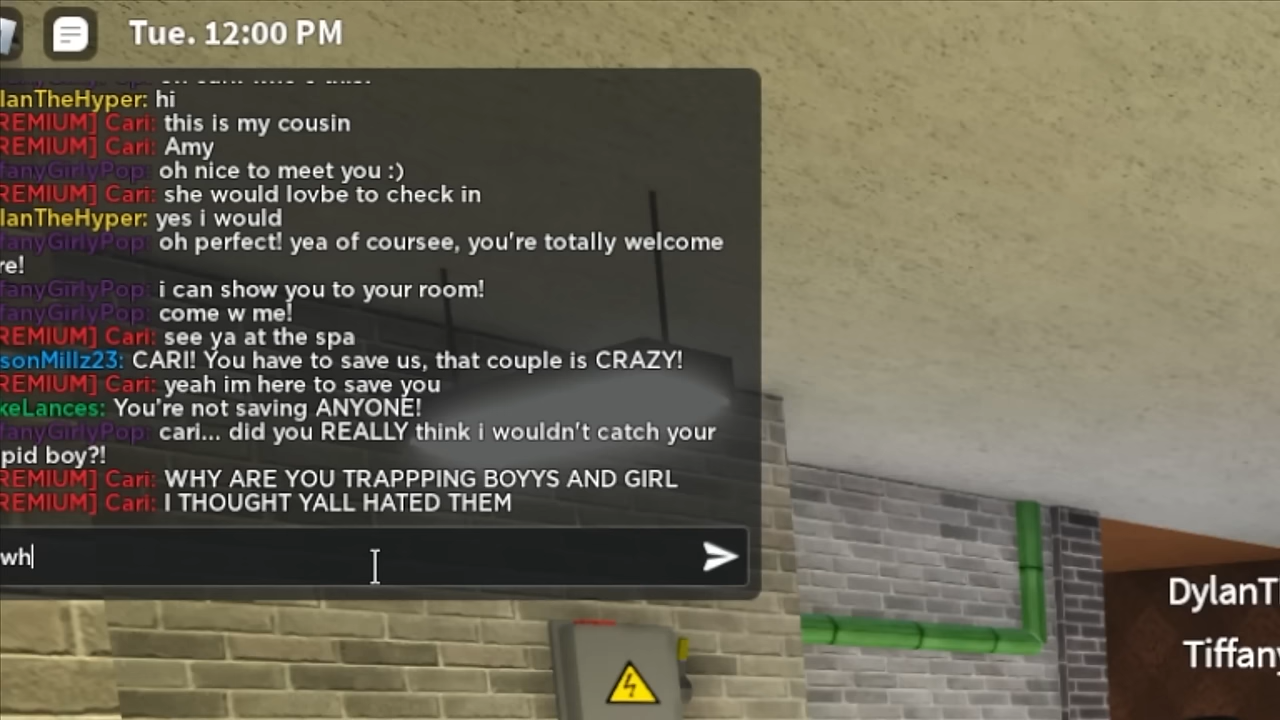 Tue. 12:00 PM
lanTheHyper: hi
REMIUM] Cari: this is my cousin
REMIUM] Cari: Amy
fanyGirlyPop: oh nice to meet you :)
REMIUM] Cari: she would lovbe to check in
lanTheHyper: yes i would
fanyGirlyPop: oh perfect! yea of coursee, you're totally welcome
re!
fanyGirlyPop: i can show you to your room!
fanyGirlyPop: come w me!
REMIUM] Cari: see ya at the spa
sonMillz23: CARI! You have to save us, that couple is CRAZY!
REMIUM] Cari: yeah im here to save you
keLances: You're not saving ANYONE!
fanyGirlyPop: cari... did you REALLY think i wouldn't catch your
pid boy?!
REMIUM] Cari: WHY ARE YOU TRAPPPING BOYYS AND GIRL
REMIUM] Cari: I THOUGHT YALL HATED THEM
wh
DylanT
Tiffany